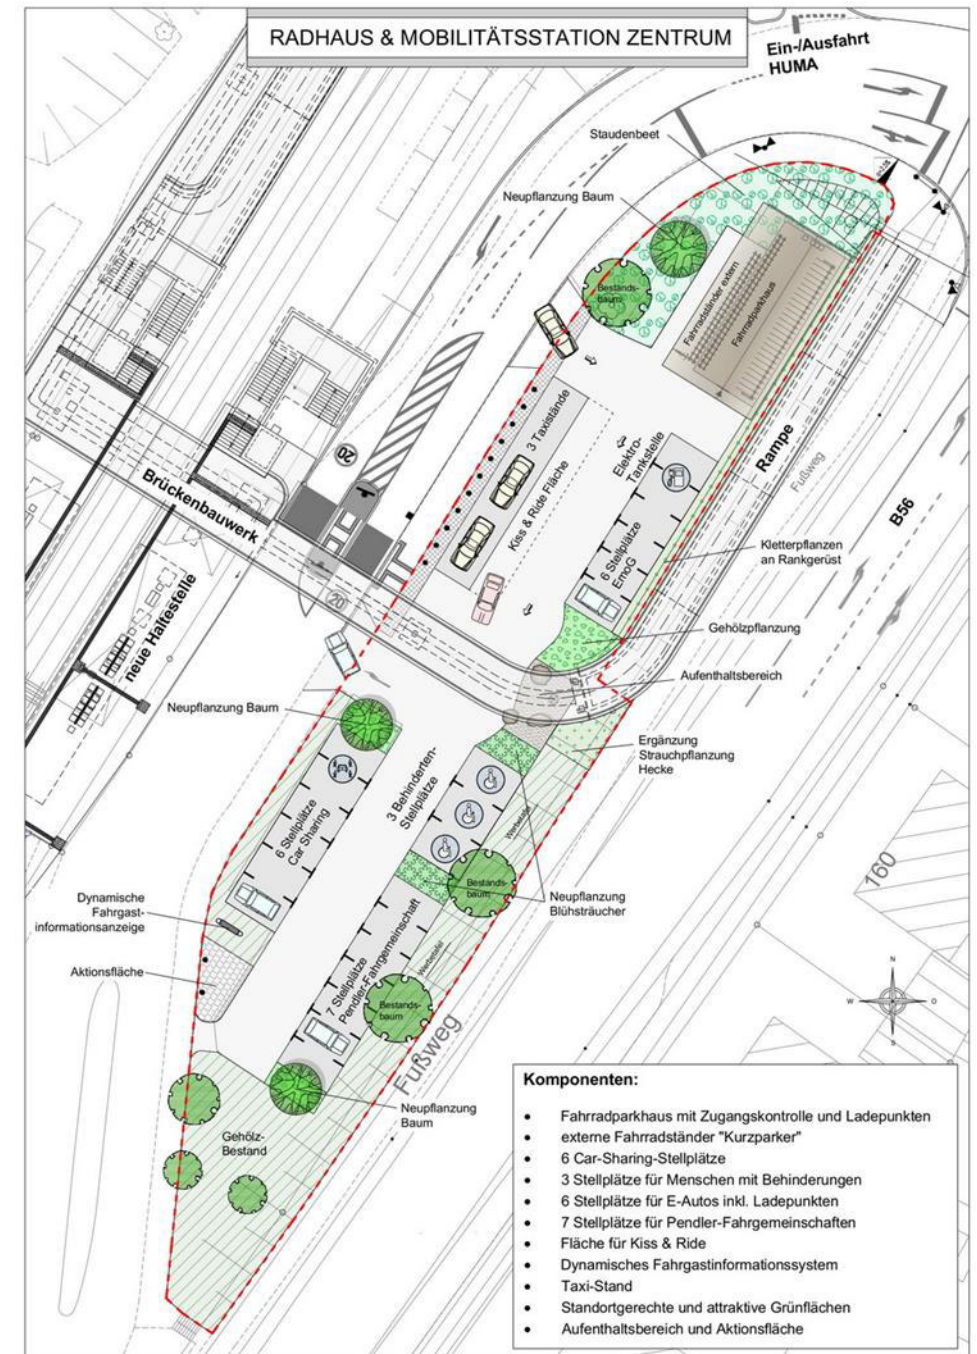 RADHAUS & MOBILITÄTSSTATION ZENTRUM
Ein-/Ausfahrt
HUMA
Staudenbeet
Neupflanzung Baum
Bestands-
baum
Fahrradständer extern
Fahrradparkhaus
3 Taxistände
Kiss & Ride Fläche
Elektro-
Tankstelle
6 Stellplätze
EmoG
Rampe
Fußweg
B56
20
Brückenbauwerk
20
neue Haltestelle
Kletterpflanzen
an Rankgerüst
Gehölzpflanzung
Aufenthaltsbereich
Neupflanzung Baum
Ergänzung
Strauchpflanzung
Hecke
3 Behinderten-
Stellplätze
6 Stellplätze
Car Sharing
Werbetafel
160
Dynamische
Fahrgast-
informationsanzeige
Bestands-
baum
Neupflanzung
Blühsträucher
Aktionsfläche
7 Stellplätze
Pendler-Fahrgemeinschaft
Werbetafel
Bestands-
baum
N
W
O
S
Fußweg
Neupflanzung
Baum
Gehölz-
Bestand
Komponenten:
• Fahrradparkhaus mit Zugangskontrolle und Ladepunkten
• externe Fahrradständer "Kurzparker"
• 6 Car-Sharing-Stellplätze
• 3 Stellplätze für Menschen mit Behinderungen
• 6 Stellplätze für E-Autos inkl. Ladepunkten
• 7 Stellplätze für Pendler-Fahrgemeinschaften
• Fläche für Kiss & Ride
• Dynamisches Fahrgastinformationssystem
• Taxi-Stand
• Standortgerechte und attraktive Grünflächen
• Aufenthaltsbereich und Aktionsfläche